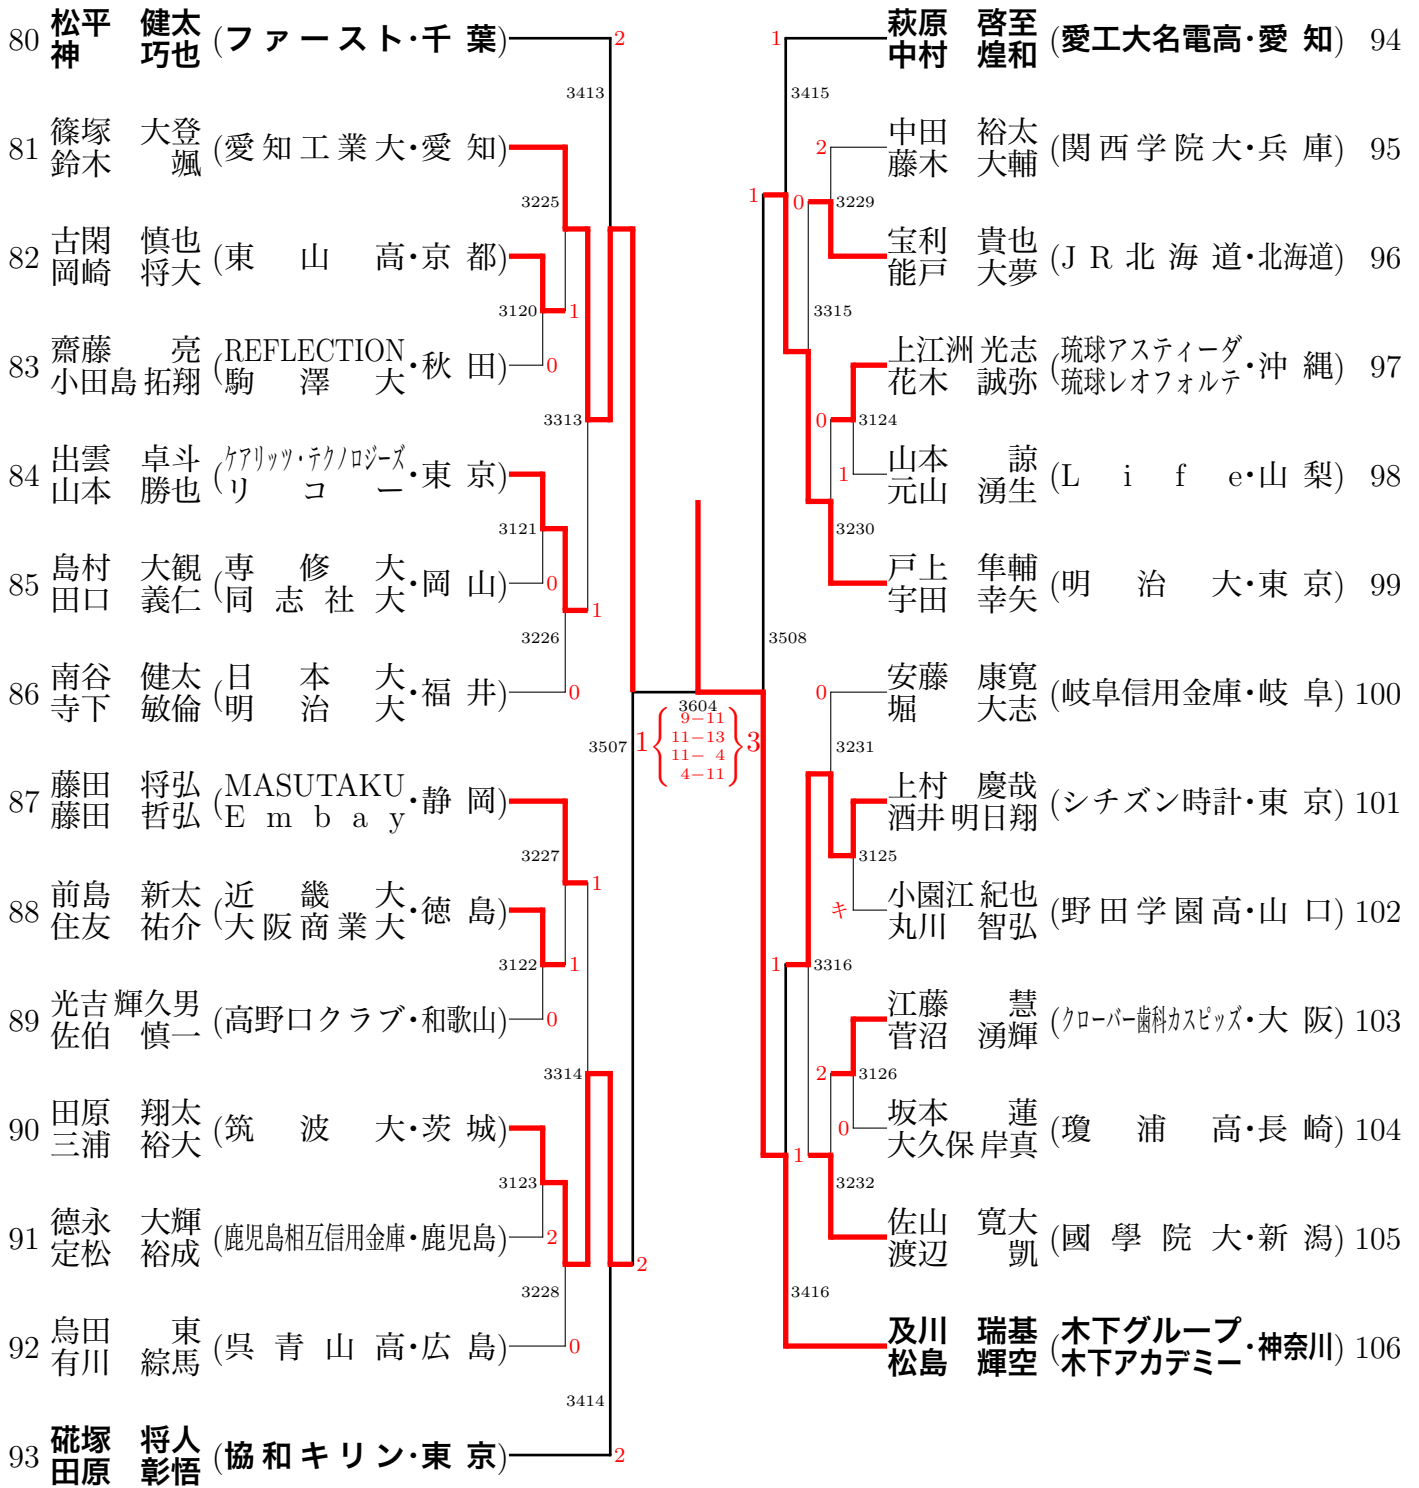 80 松平 健太 神 巧也 (ファースト・千葉) 2
3413
81 篠塚 大登 鈴木 颯 (愛知工業大・愛知)
3225
82 古閑 慎也 岡崎 将大 (東山高・京都)
3120 1
83 齋藤 亮 小田島拓翔 (REFLECTION 駒澤大・秋田) 0
3313
84 出雲 卓斗 山本 勝也 (ケアリッツ・テクノロジーズ リコー・東京)
3121
85 島村 大観 田口 義仁 (専修大 同志社大・岡山) 0
1
3226
86 南谷 健太 寺下 敏倫 (日本大 明治大・福井) 0
3507
87 藤田 将弘 藤田 哲弘 (MASUTAKU Embay・静岡)
3227 1
88 前島 新太 住友 祐介 (近畿大 大阪商業大・徳島)
3122 1
89 光吉輝久男 佐伯 慎一 (高野口クラブ・和歌山) 0
3314
90 田原 翔太 三浦 裕大 (筑波大・茨城)
3123
91 德永 大輝 定松 裕成 (鹿児島相互信用金庫・鹿児島) 2
2
3228
92 烏田 東 有川 綜馬 (呉青山高・広島) 0
3414
93 硴塚 将人 田原 彰悟 (協和キリン・東京) 2
3604
1 { 9-11
11-13
11- 4
4-11 } 3
1 萩原 啓至 中村 煌和 (愛工大名電高・愛知) 94
3415
2 中田 裕太 藤木 大輔 (関西学院大・兵庫) 95
1 0 3229
宝利 貴也 能戸 大夢 (JR北海道・北海道) 96
3315
上江洲光志 花木 誠弥 (琉球アスティーダ 琉球レオフォルテ・沖縄) 97
0 3124
1 山本 諒 元山 湧生 (Life・山梨) 98
3230
戸上 隼輔 宇田 幸矢 (明治大・東京) 99
3508
0 安藤 康寛 堀 大志 (岐阜信用金庫・岐阜) 100
3231
上村 慶哉 酒井明日翔 (シチズン時計・東京) 101
3125
キ 小園江紀也 丸川 智弘 (野田学園高・山口) 102
1 3316
江藤 慧 菅沼 湧輝 (クローバー歯科カスピッズ・大阪) 103
2 3126
0 坂本 蓮 大久保岸真 (瓊浦高・長崎) 104
1 3232
佐山 寛大 渡辺 凱 (國學院大・新潟) 105
3416
及川 瑞基 松島 輝空 (木下グループ 木下アカデミー・神奈川) 106